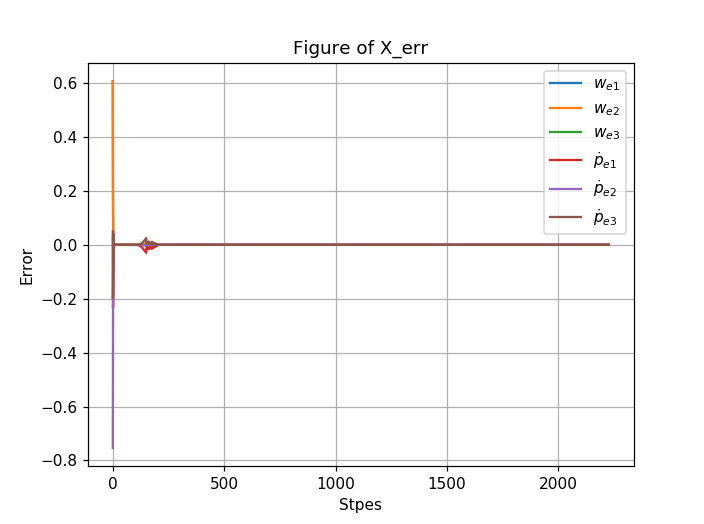 Figure of X_err
0.6
0.4
0.2
0.0
−0.2
−0.4
−0.6
−0.8
Error
w_{e1}
w_{e2}
w_{e3}
ṗ_{e1}
ṗ_{e2}
ṗ_{e3}
0 500 1000 1500 2000
Stpes